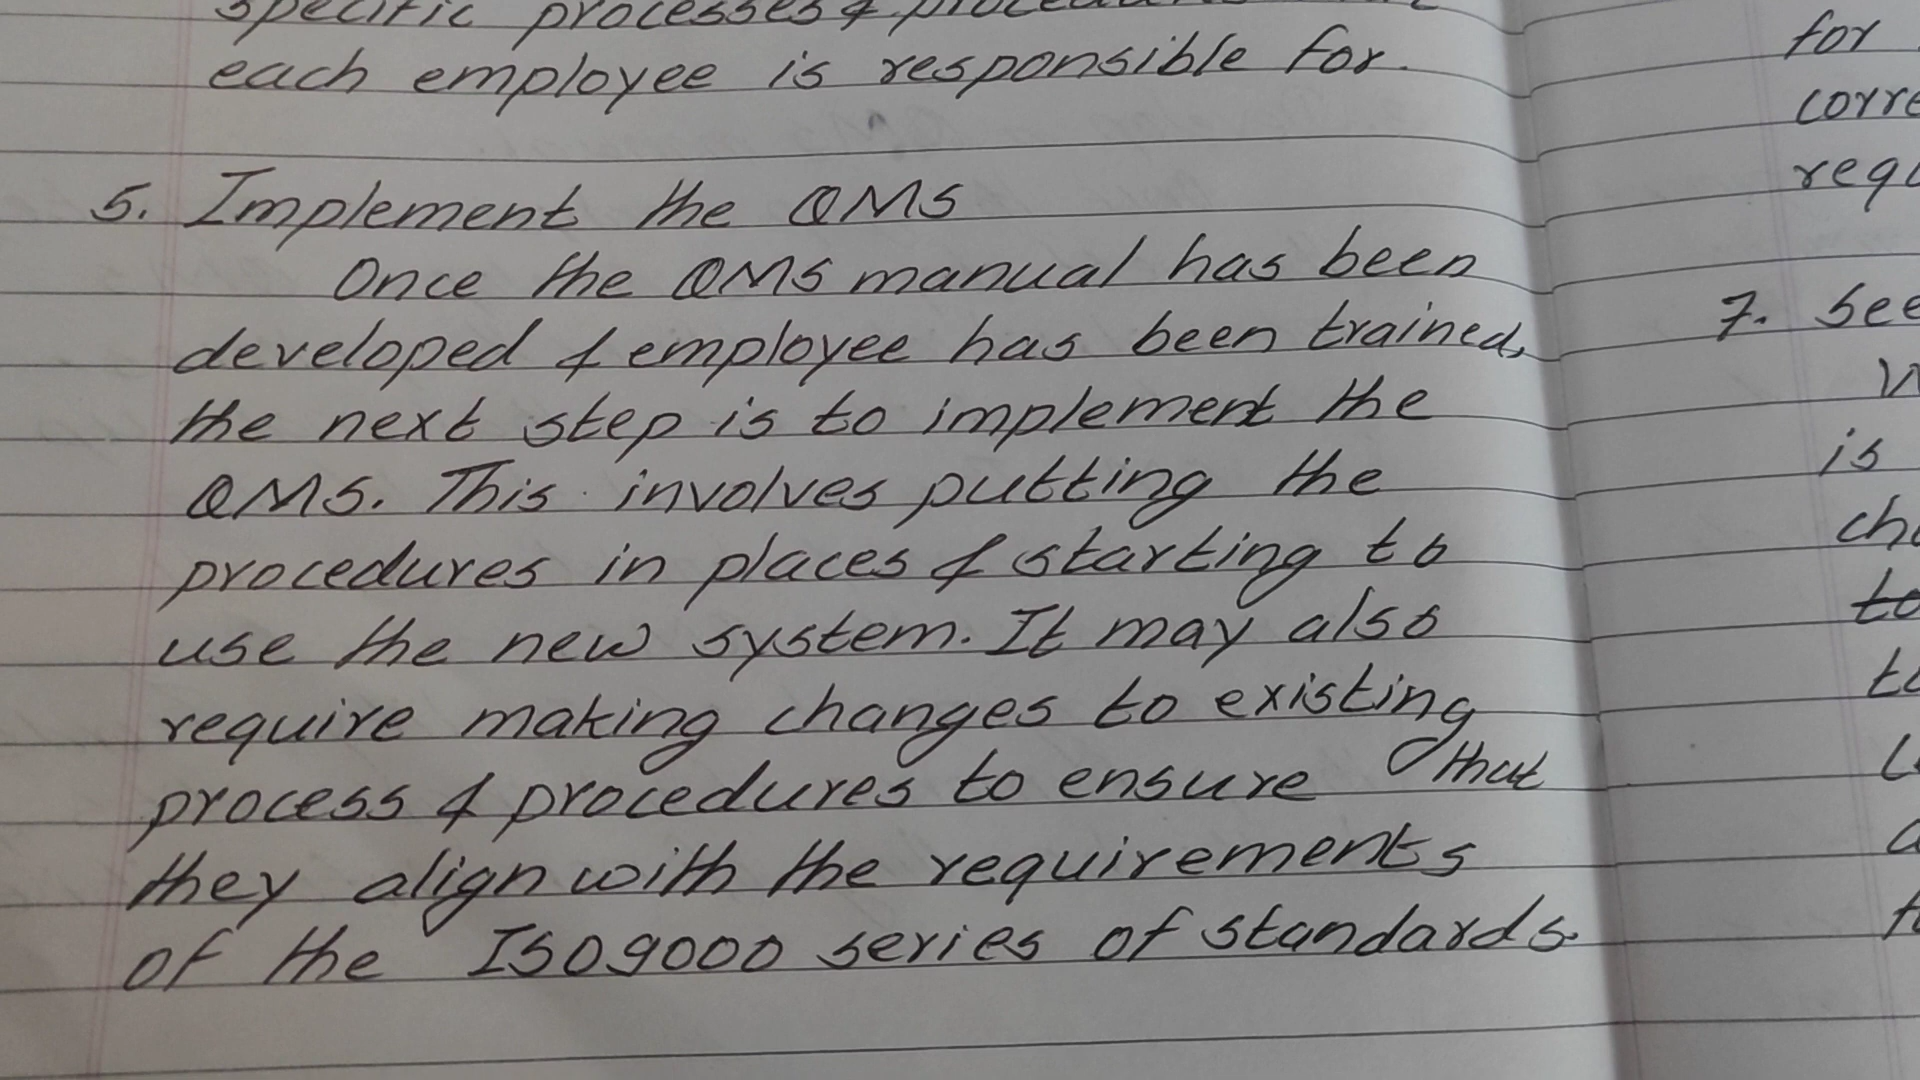 specific processes &
each employee is responsible for.
5. Implement the QMS
Once the QMS manual has been
developed & employee has been trained,
the next step is to implement the
QMS. This involves putting the
procedures in places & starting to
use the new system. It may also
require making changes to existing
process & procedures to ensure that
they align with the requirements
of the ISO9000 series of standards.
for
7.
is
to